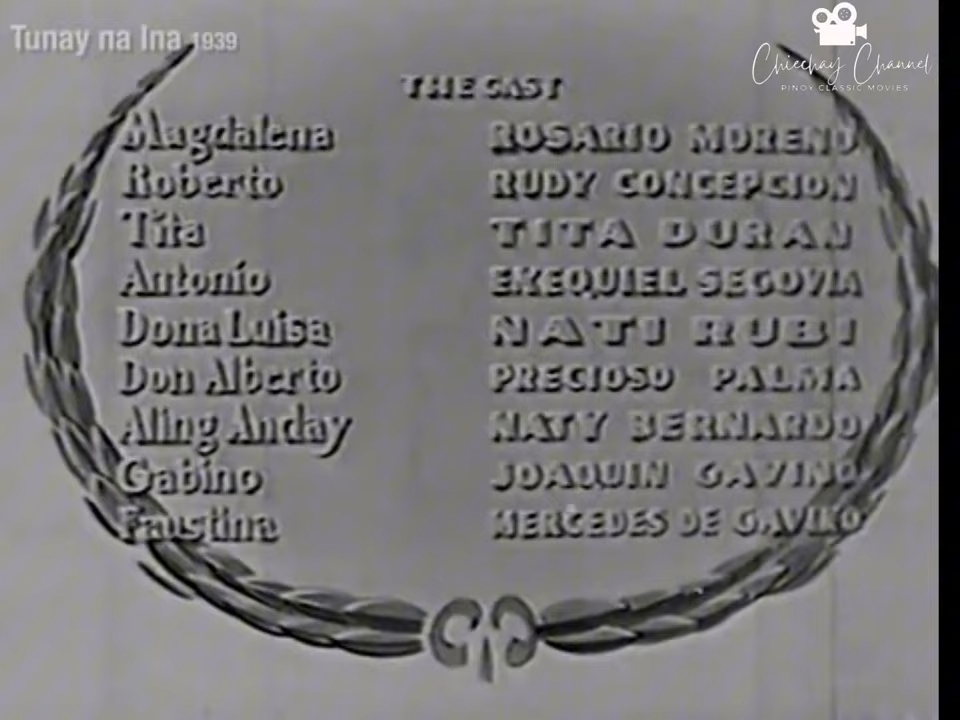 Tunay na Ina 1939
Chiechay Channel
PINOY CLASSIC MOVIES
THE CAST
Magdalena ROSARIO MORENO
Roberto RUDY CONCEPCION
Tita TITA DURAN
Antonio EXEQUIEL SEGOVIA
Dona Luisa NATI RUBI
Don Alberto PRECIOSO PALMA
Aling Anday NATY BERNARDO
Gabino JOAQUIN GAVINO
Faustina MERCEDES DE GAVINO